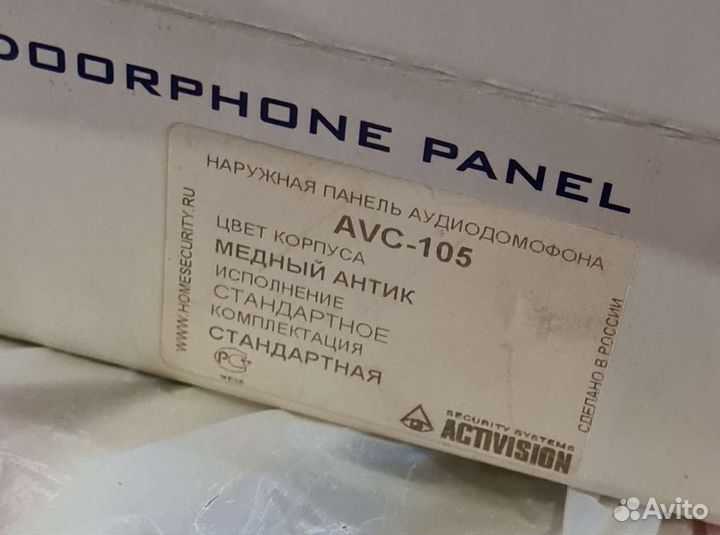 DOORPHONE PANEL
НАРУЖНАЯ ПАНЕЛЬ АУДИОДОМОФОНА
AVC-105
ЦВЕТ КОРПУСА
МЕДНЫЙ АНТИК
ИСПОЛНЕНИЕ
СТАНДАРТНОЕ
КОМПЛЕКТАЦИЯ
СТАНДАРТНАЯ
WWW.HOMESECURITY.RU
СДЕЛАНО В РОССИИ
SECURITY SYSTEMS
ACTIVISION
Avito